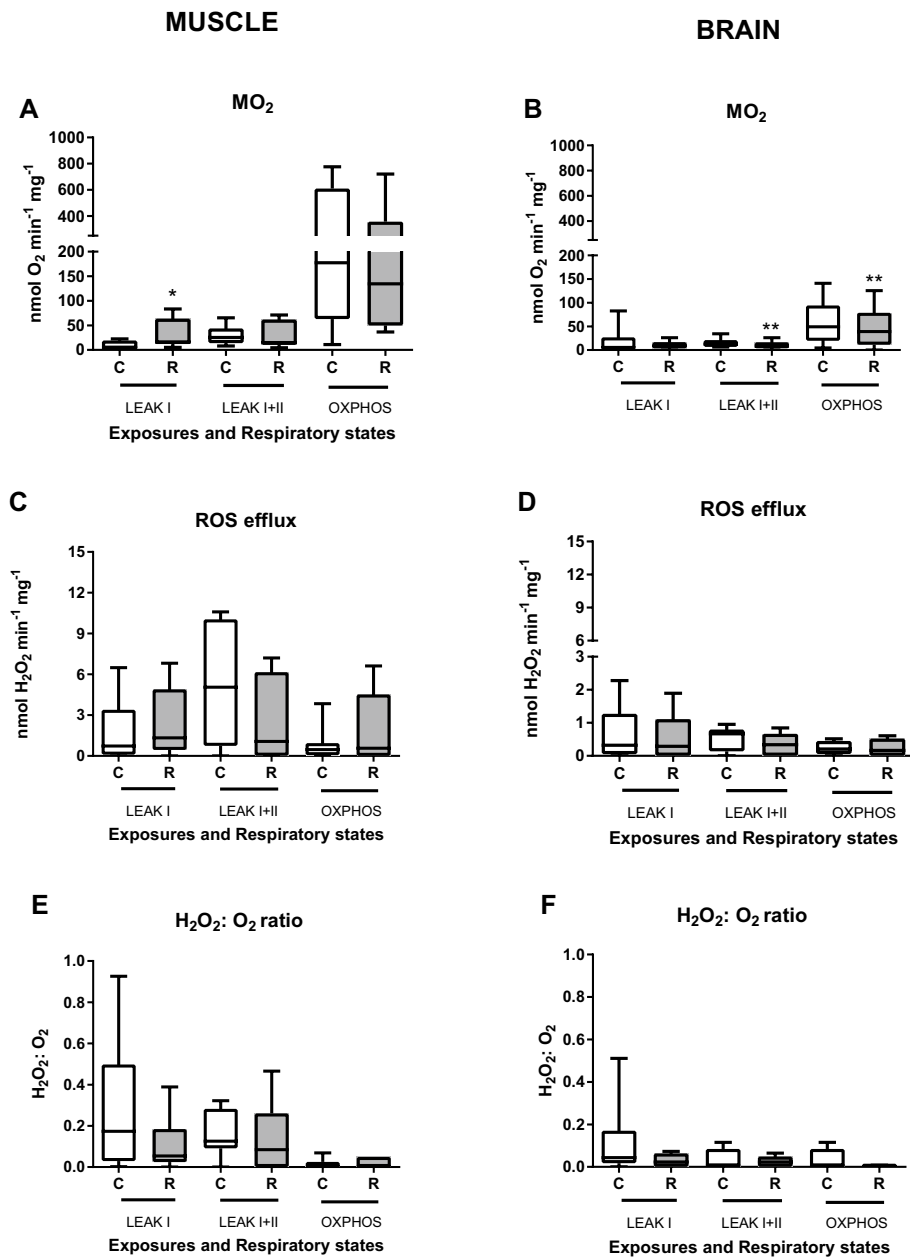 MUSCLE
BRAIN
A
MO₂
1000
800
600
400
200
150
100
50
0
nmol O₂ min⁻¹ mg⁻¹
*
C R C R C R
LEAK I LEAK I+II OXPHOS
Exposures and Respiratory states
B
MO₂
1000
800
600
400
200
150
100
50
0
nmol O₂ min⁻¹ mg⁻¹
**
**
C R C R C R
LEAK I LEAK I+II OXPHOS
C
ROS efflux
15
12
9
6
3
0
nmol H₂O₂ min⁻¹ mg⁻¹
C R C R C R
LEAK I LEAK I+II OXPHOS
Exposures and Respiratory states
D
ROS efflux
15
12
9
6
3
2
1
0
nmol H₂O₂ min⁻¹ mg⁻¹
C R C R C R
LEAK I LEAK I+II OXPHOS
Exposures and Respiratory states
E
H₂O₂: O₂ ratio
1.0
0.8
0.6
0.4
0.2
0.0
H₂O₂: O₂
C R C R C R
LEAK I LEAK I+II OXPHOS
Exposures and Respiratory states
F
H₂O₂: O₂ ratio
1.0
0.8
0.6
0.4
0.2
0.0
H₂O₂: O₂
C R C R C R
LEAK I LEAK I+II OXPHOS
Exposures and Respiratory states